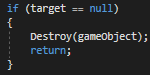 if (target == null)
{
    Destroy(gameObject);
    return;
}